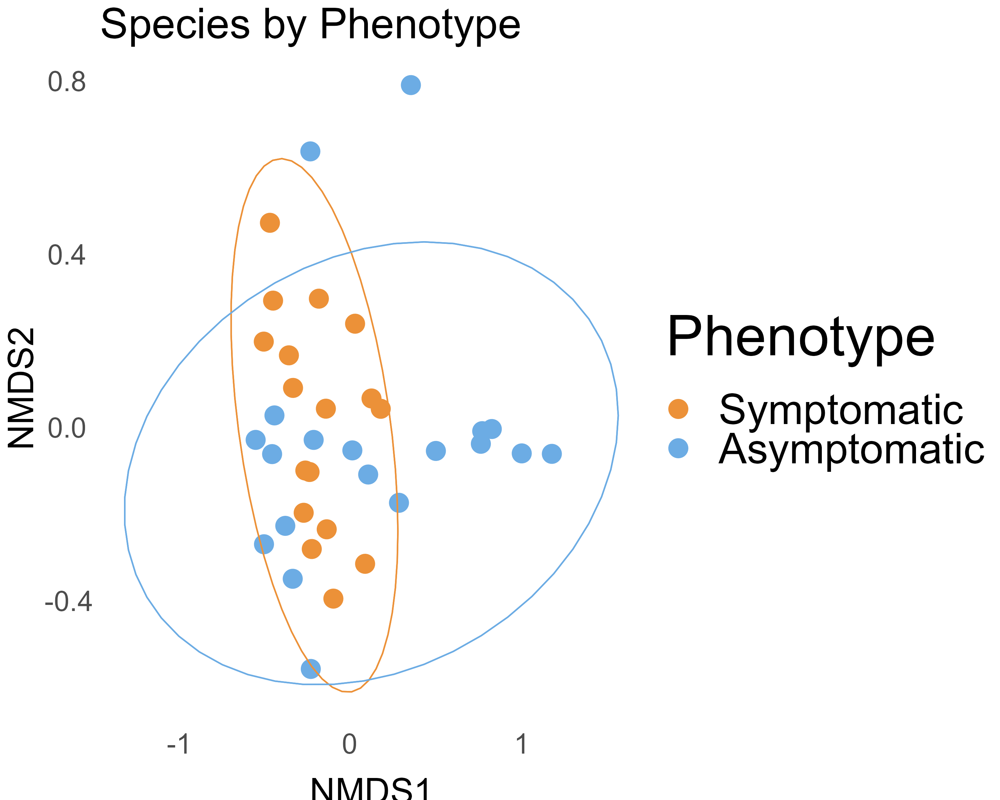 Species by Phenotype
0.8
0.4
0.0
-0.4
NMDS2
-1 0 1
NMDS1
Phenotype
Symptomatic
Asymptomatic